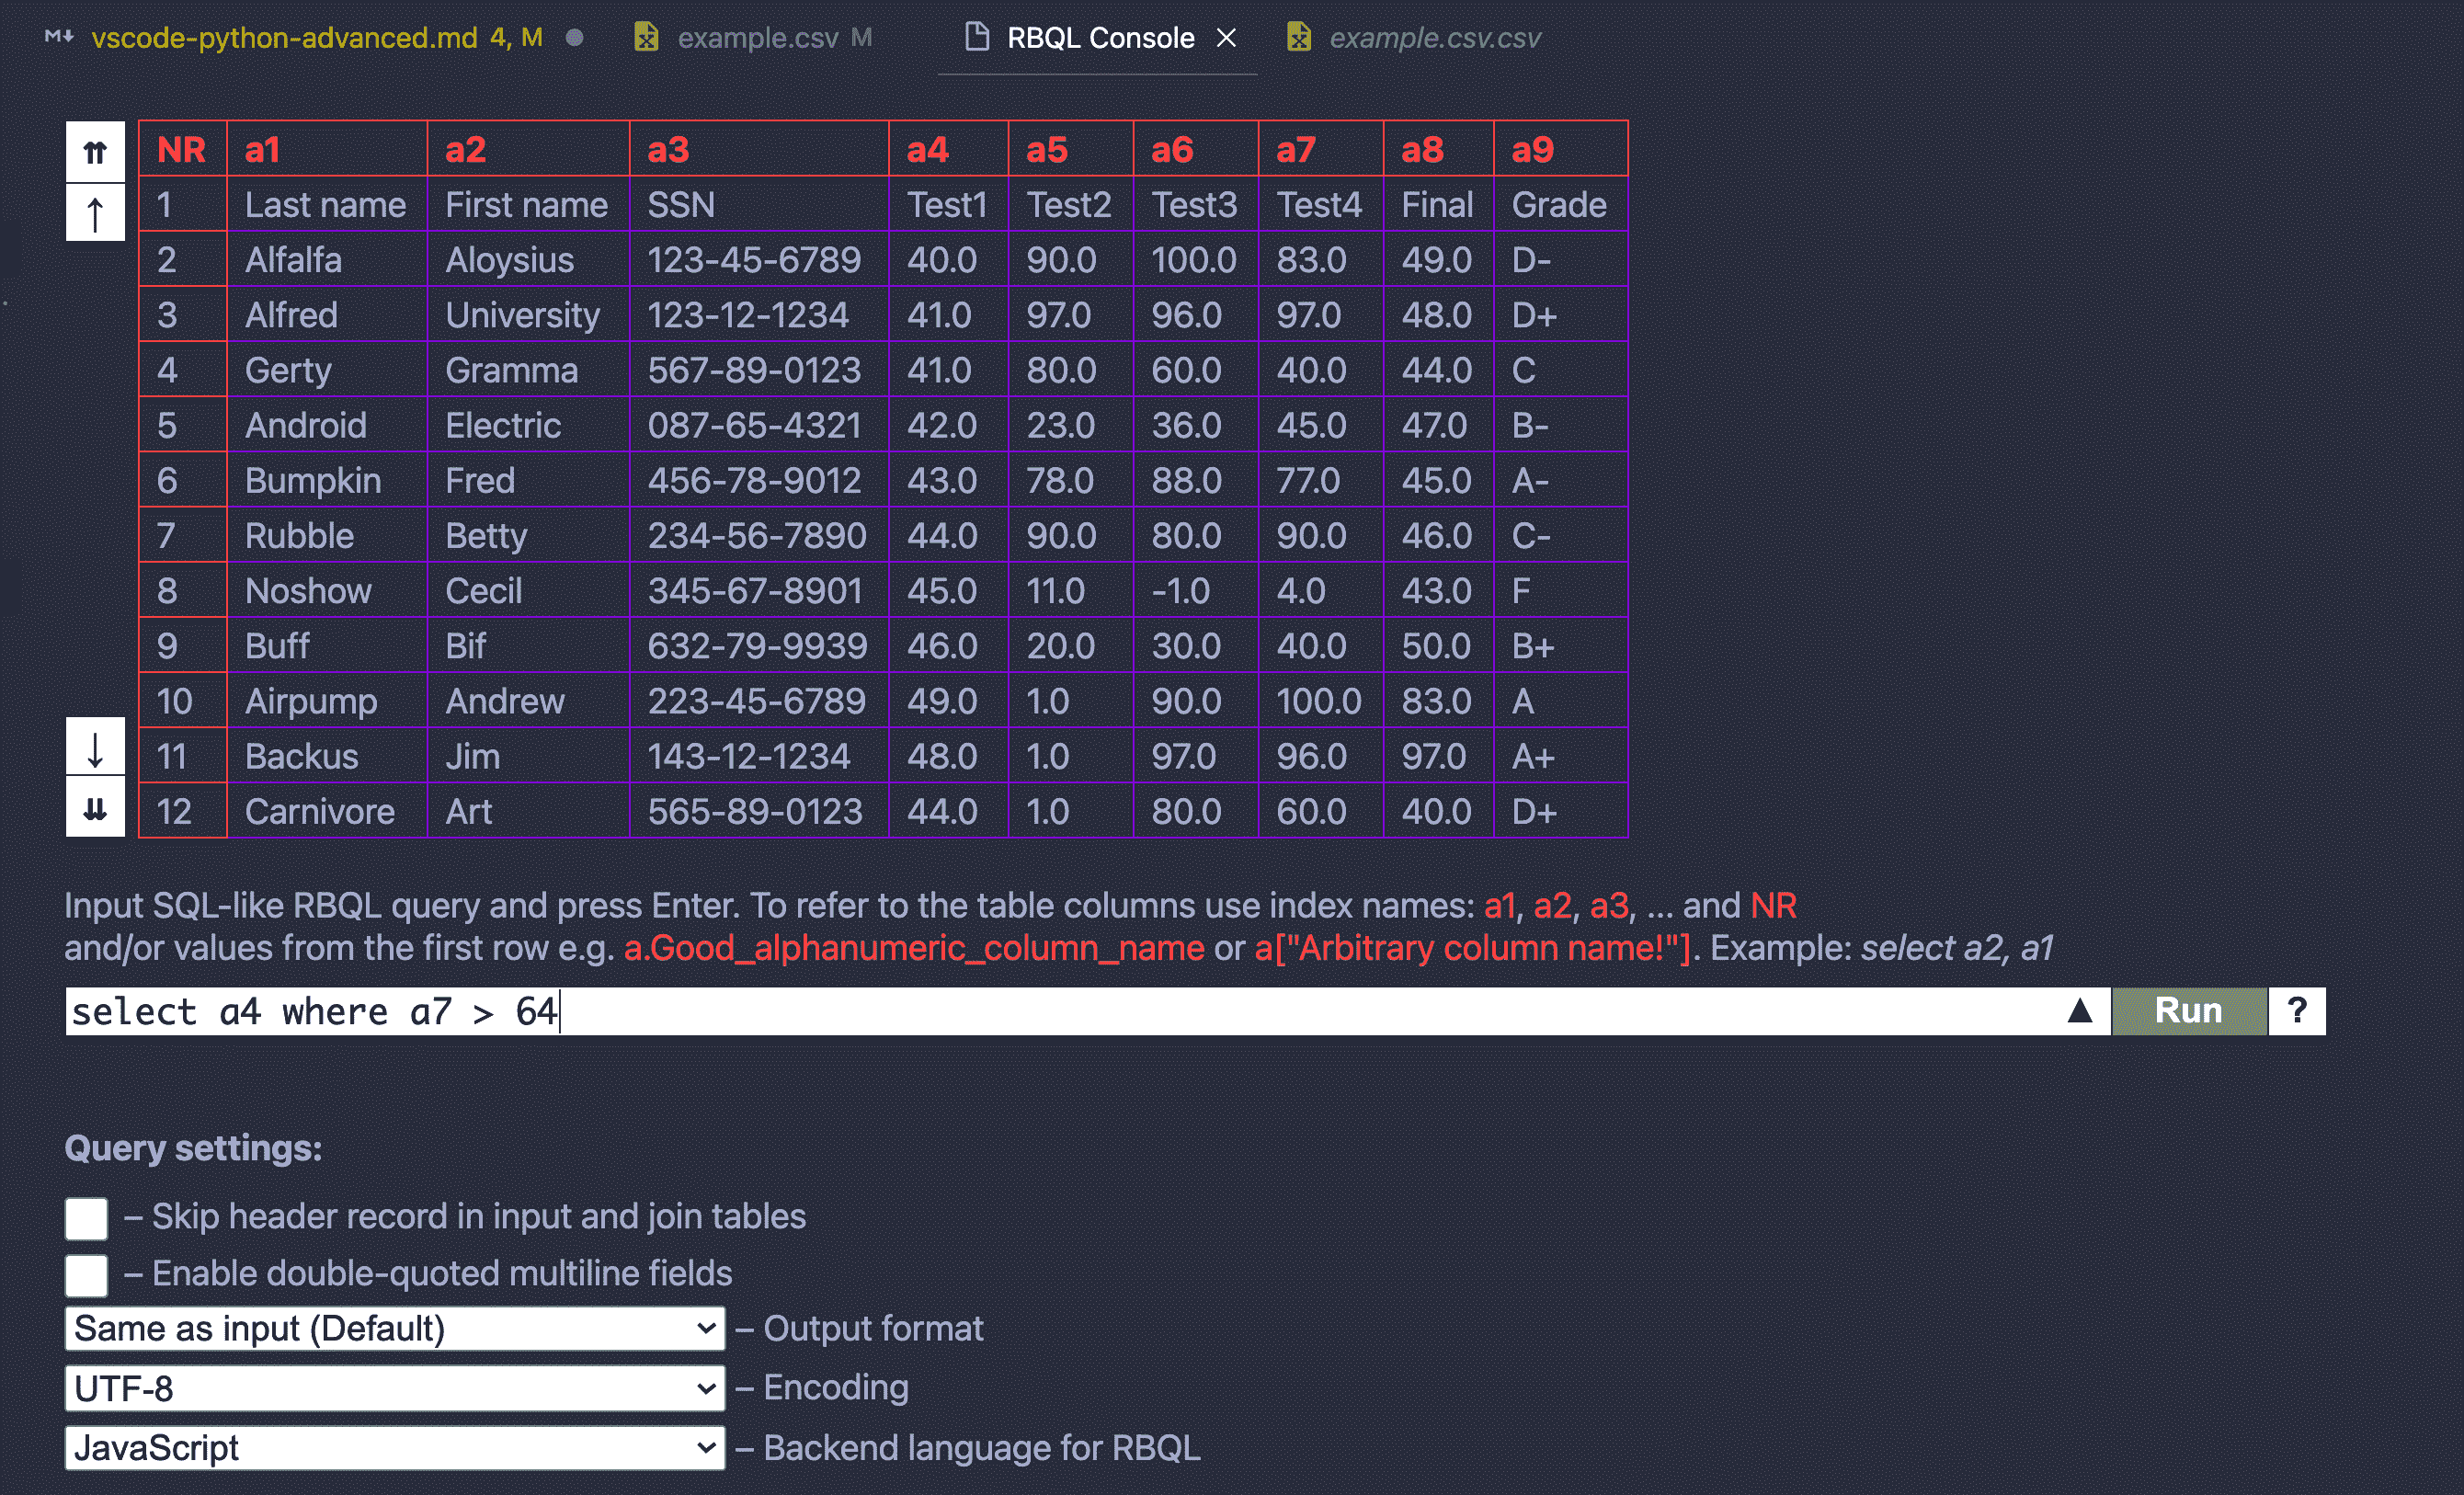 vscode-python-advanced.md 4, M example.csv M RBQL Console example.csv.csv
NR a1 a2 a3 a4 a5 a6 a7 a8 a9
1 Last name First name SSN Test1 Test2 Test3 Test4 Final Grade
2 Alfalfa Aloysius 123-45-6789 40.0 90.0 100.0 83.0 49.0 D-
3 Alfred University 123-12-1234 41.0 97.0 96.0 97.0 48.0 D+
4 Gerty Gramma 567-89-0123 41.0 80.0 60.0 40.0 44.0 C
5 Android Electric 087-65-4321 42.0 23.0 36.0 45.0 47.0 B-
6 Bumpkin Fred 456-78-9012 43.0 78.0 88.0 77.0 45.0 A-
7 Rubble Betty 234-56-7890 44.0 90.0 80.0 90.0 46.0 C-
8 Noshow Cecil 345-67-8901 45.0 11.0 -1.0 4.0 43.0 F
9 Buff Bif 632-79-9939 46.0 20.0 30.0 40.0 50.0 B+
10 Airpump Andrew 223-45-6789 49.0 1.0 90.0 100.0 83.0 A
11 Backus Jim 143-12-1234 48.0 1.0 97.0 96.0 97.0 A+
12 Carnivore Art 565-89-0123 44.0 1.0 80.0 60.0 40.0 D+
Input SQL-like RBQL query and press Enter. To refer to the table columns use index names: a1, a2, a3, ... and NR
and/or values from the first row e.g. a.Good_alphanumeric_column_name or a["Arbitrary column name!"]. Example: select a2, a1
select a4 where a7 > 64 ▲ Run ?
Query settings:
– Skip header record in input and join tables
– Enable double-quoted multiline fields
Same as input (Default) – Output format
UTF-8 – Encoding
JavaScript – Backend language for RBQL